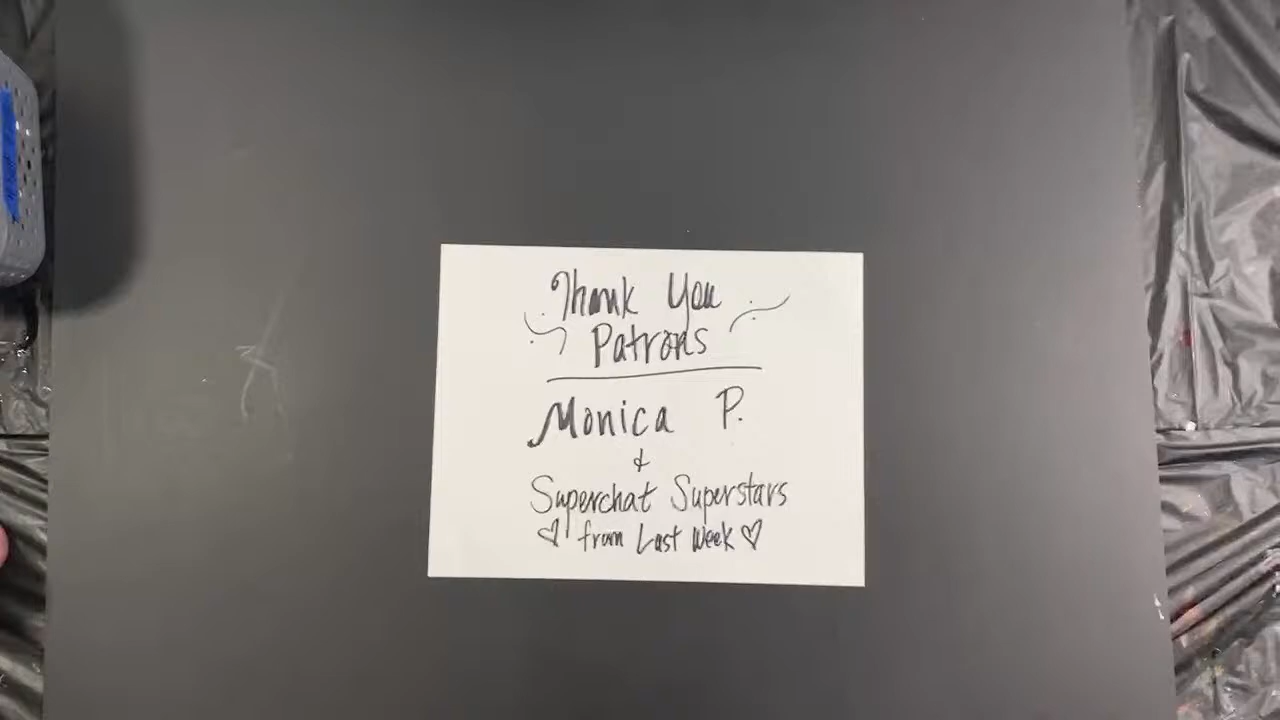 Thank You
Patrons
Monica P.
&
Superchat Superstars
♡ from Last Week ♡